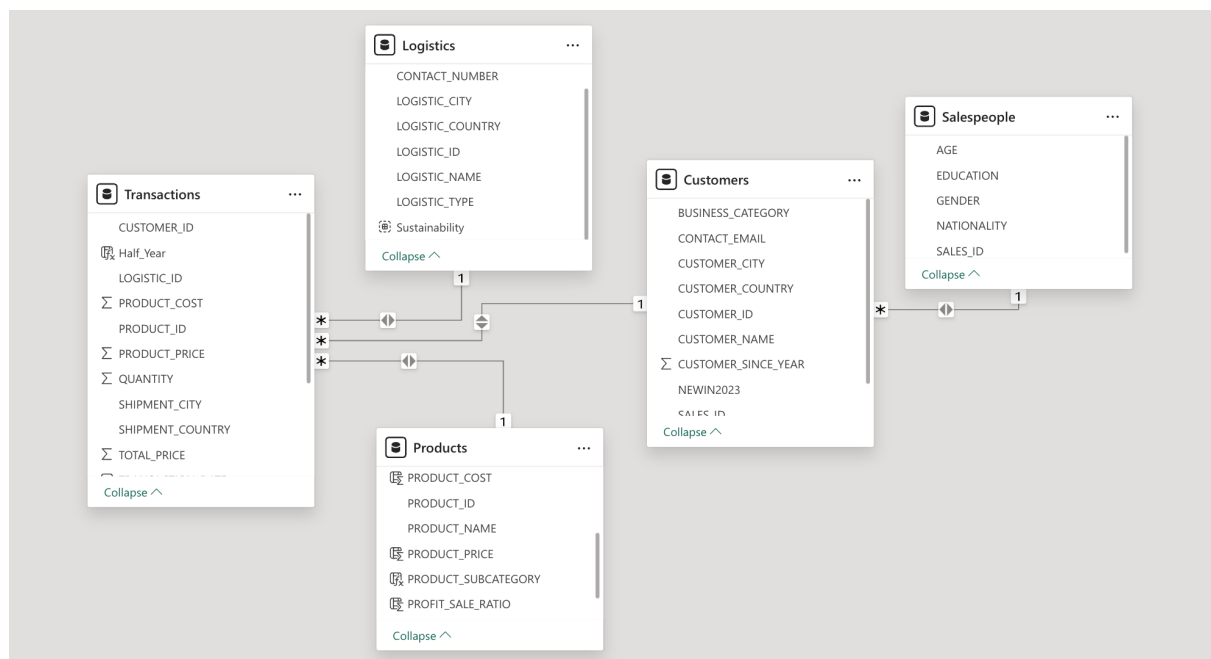 Logistics
CONTACT_NUMBER
LOGISTIC_CITY
LOGISTIC_COUNTRY
LOGISTIC_ID
LOGISTIC_NAME
LOGISTIC_TYPE
Sustainability
Collapse
1
Salespeople
AGE
EDUCATION
GENDER
NATIONALITY
SALES_ID
Collapse
1
Transactions
CUSTOMER_ID
Half_Year
LOGISTIC_ID
PRODUCT_COST
PRODUCT_ID
PRODUCT_PRICE
QUANTITY
SHIPMENT_CITY
SHIPMENT_COUNTRY
TOTAL_PRICE
Collapse
*
*
*
Customers
BUSINESS_CATEGORY
CONTACT_EMAIL
CUSTOMER_CITY
CUSTOMER_COUNTRY
CUSTOMER_ID
CUSTOMER_NAME
CUSTOMER_SINCE_YEAR
NEWIN2023
SALES_ID
Collapse
1
*
1
Products
PRODUCT_COST
PRODUCT_ID
PRODUCT_NAME
PRODUCT_PRICE
PRODUCT_SUBCATEGORY
PROFIT_SALE_RATIO
Collapse